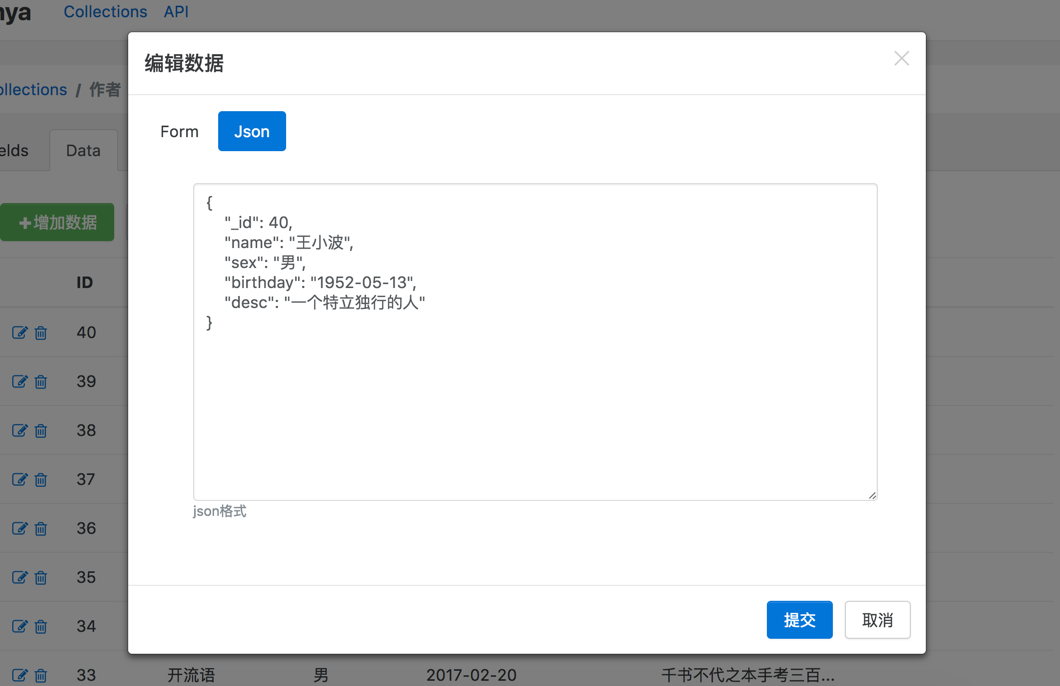 Collections API
编辑数据
/ 作者
Form Json
Data
{
"_id": 40,
"name": "王小波",
"sex": "男",
"birthday": "1952-05-13",
"desc": "一个特立独行的人"
}
增加数据
ID
40
39
38
37
36
35
34
json格式
提交 取消
33 开流语 男 2017-02-20 千书不代之本手考三百...